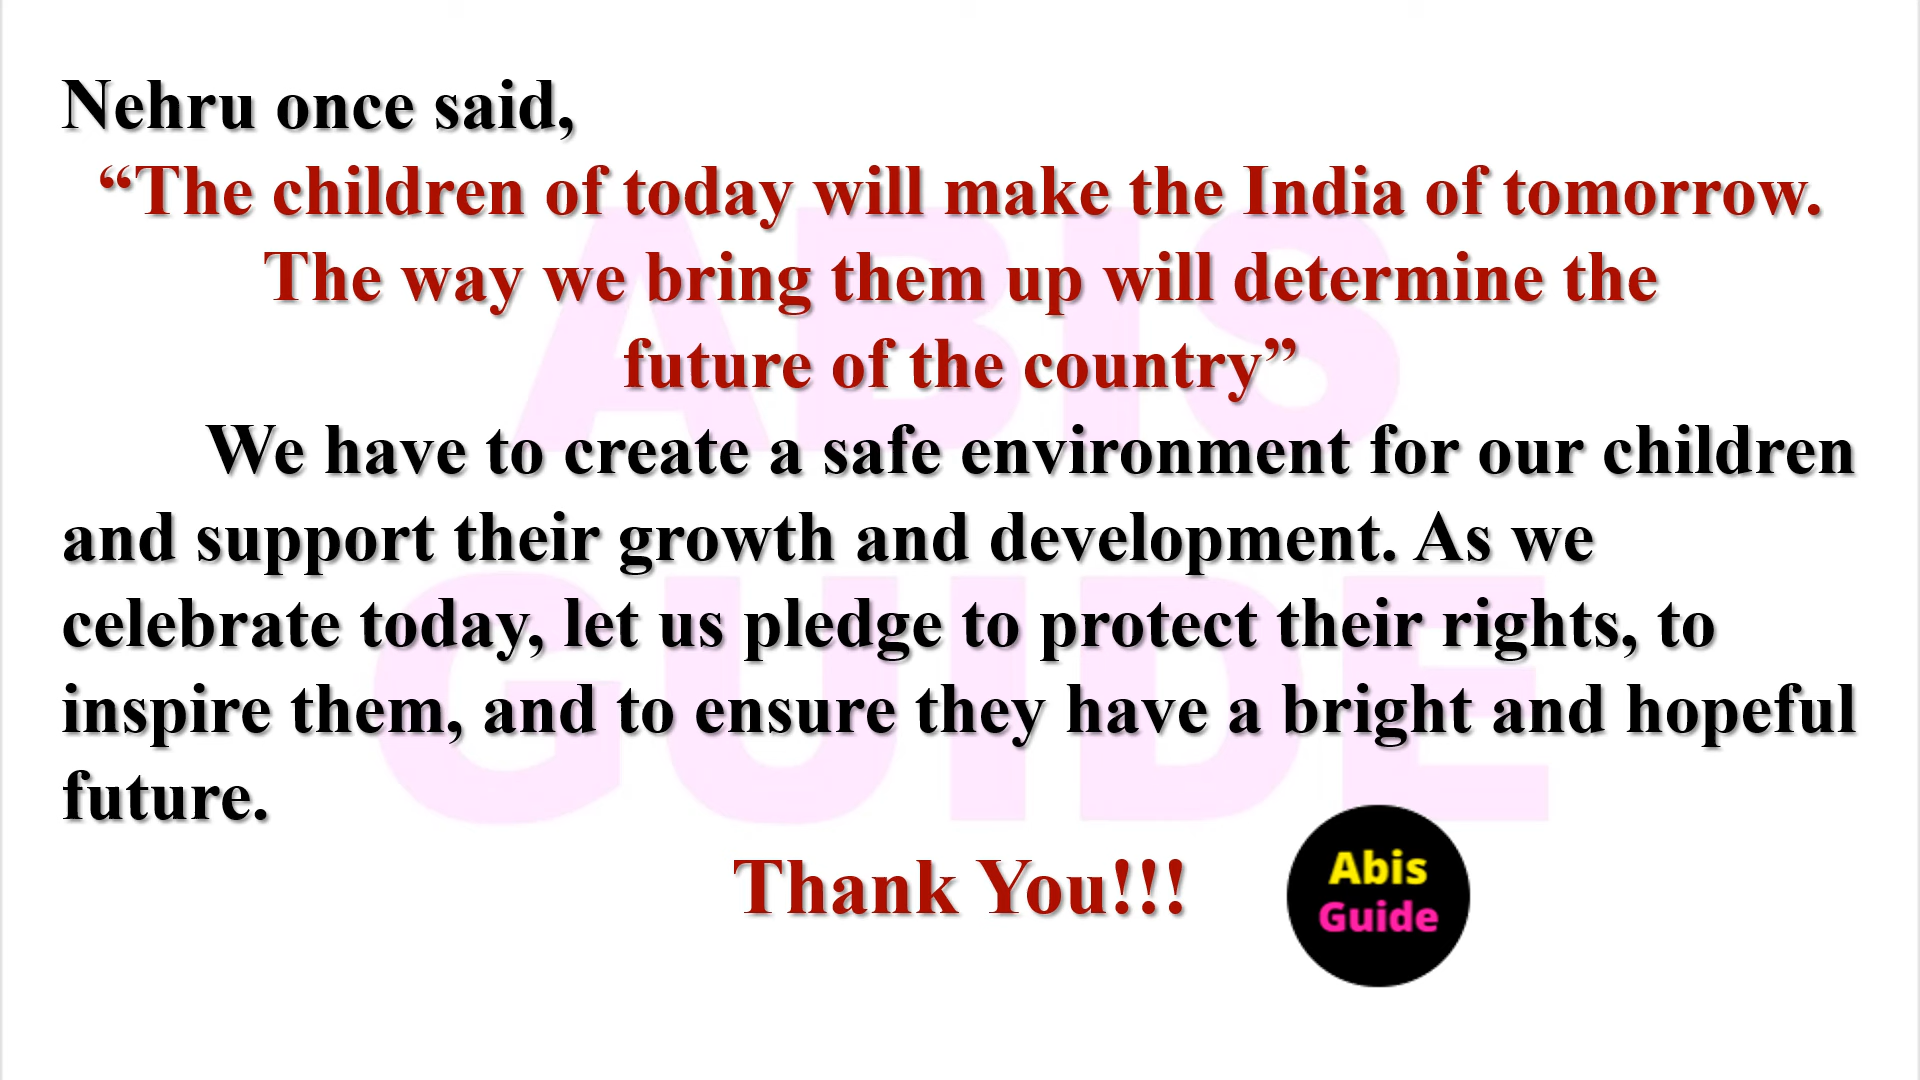 Nehru once said,
“The children of today will make the India of tomorrow.
The way we bring them up will determine the
future of the country”
We have to create a safe environment for our children
and support their growth and development. As we
celebrate today, let us pledge to protect their rights, to
inspire them, and to ensure they have a bright and hopeful
future.
Thank You!!!
Abis
Guide
ABIS
GUIDE